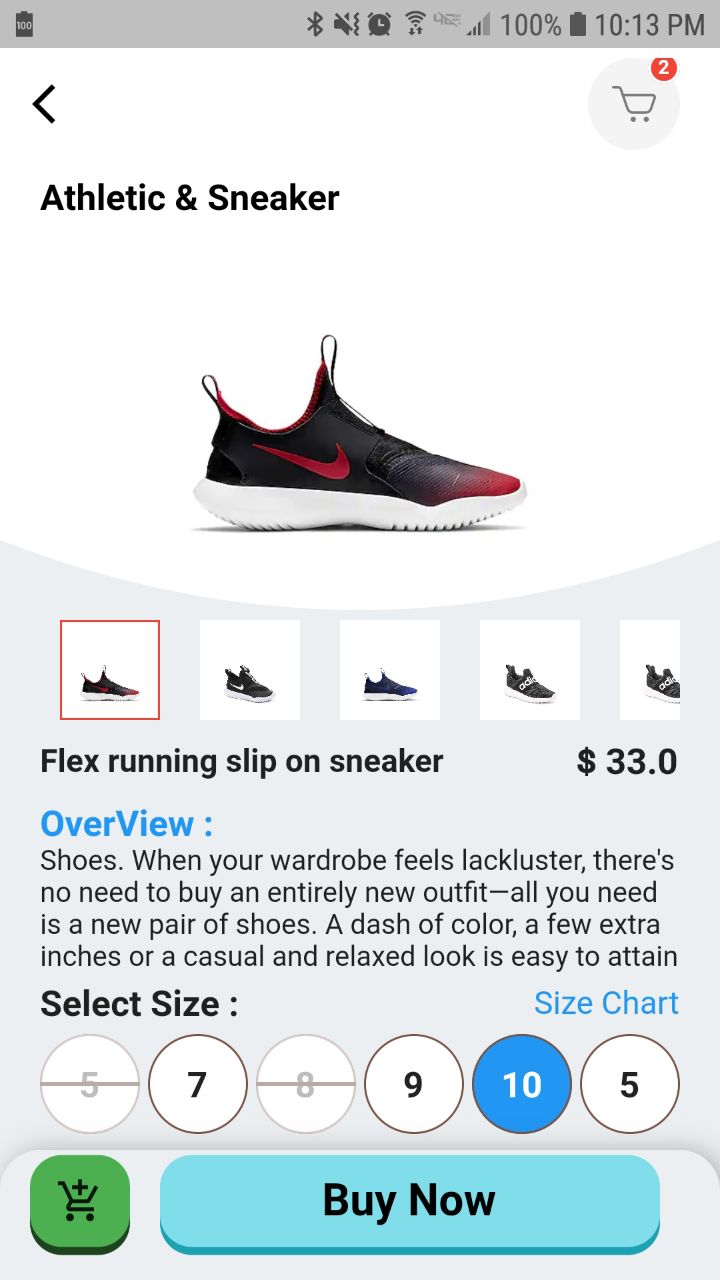 100
4G 100% 10:13 PM
2
Athletic & Sneaker
Flex running slip on sneaker $ 33.0
OverView :
Shoes. When your wardrobe feels lackluster, there's
no need to buy an entirely new outfit—all you need
is a new pair of shoes. A dash of color, a few extra
inches or a casual and relaxed look is easy to attain
Select Size : Size Chart
5 7 8 9 10 5
Buy Now